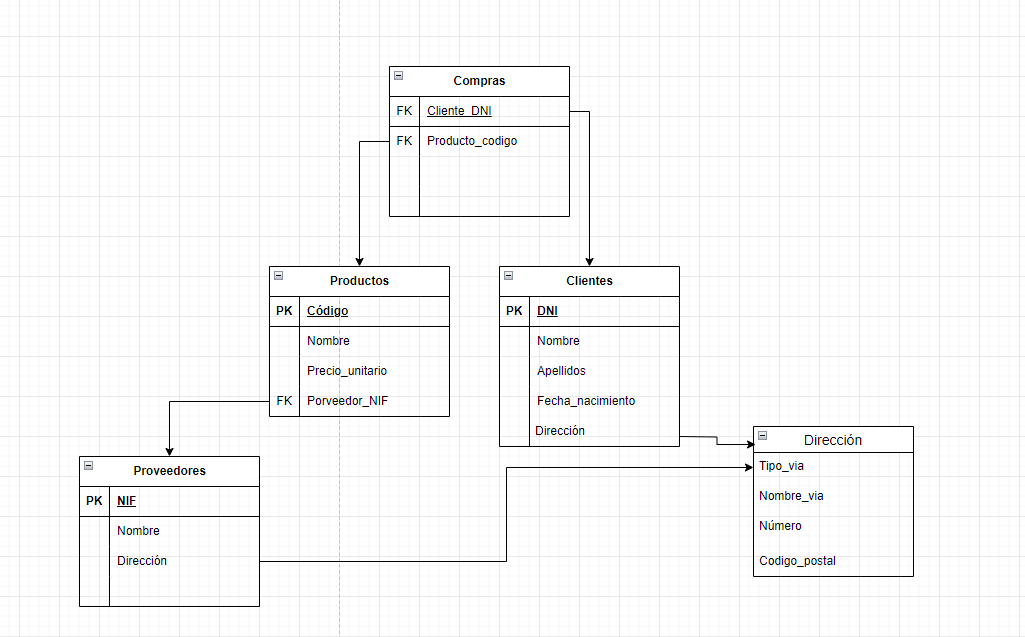 Compras
FK Cliente_DNI
FK Producto_codigo
Productos
PK Código
Nombre
Precio_unitario
FK Porveedor_NIF
Clientes
PK DNI
Nombre
Apellidos
Fecha_nacimiento
Dirección
Dirección
Tipo_via
Nombre_via
Número
Codigo_postal
Proveedores
PK NIF
Nombre
Dirección